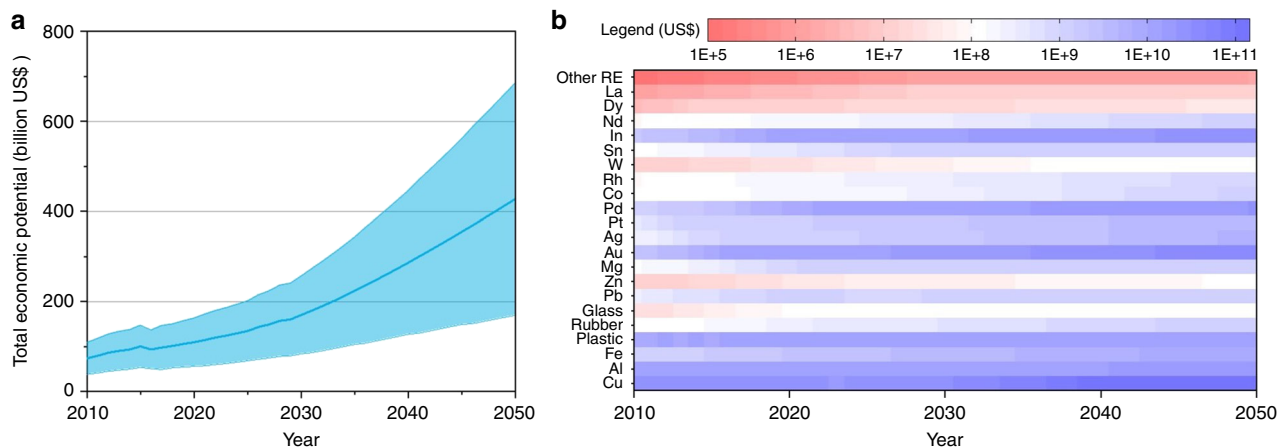 a
Total economic potential (billion US$ )
800
600
400
200
0
2010 2020 2030 2040 2050
Year
b
Legend (US$)
1E+5 1E+6 1E+7 1E+8 1E+9 1E+10 1E+11
Other RE
La
Dy
Nd
In
Sn
W
Rh
Co
Pd
Pt
Ag
Au
Mg
Zn
Pb
Glass
Rubber
Plastic
Fe
Al
Cu
2010 2020 2030 2040 2050
Year